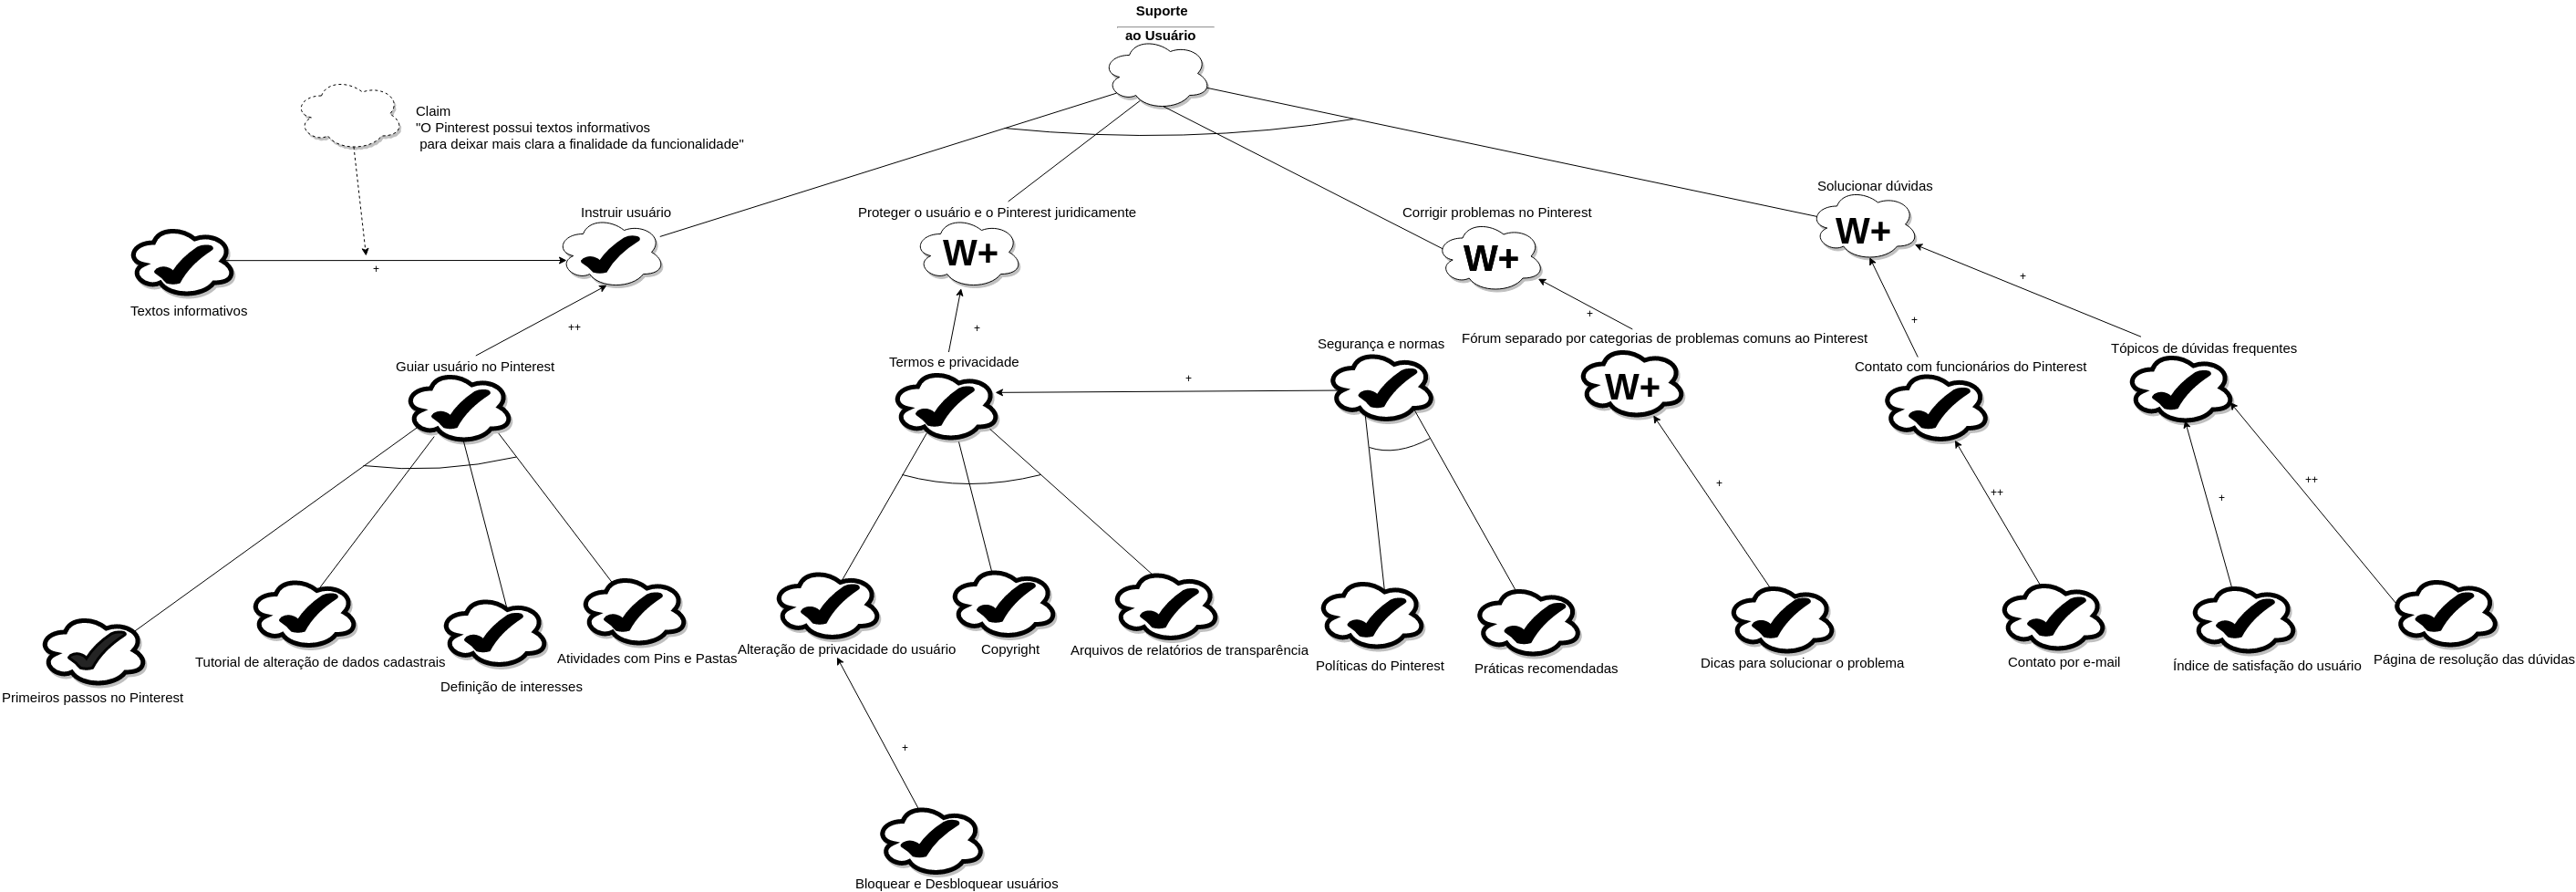 Suporte
ao Usuário
Claim
"O Pinterest possui textos informativos
para deixar mais clara a finalidade da funcionalidade"
Solucionar dúvidas
W+
Instruir usuário
Proteger o usuário e o Pinterest juridicamente
W+
Corrigir problemas no Pinterest
W+
+
+
Textos informativos
++
+
+
+
Guiar usuário no Pinterest
Termos e privacidade
Segurança e normas
+
Fórum separado por categorias de problemas comuns ao Pinterest
W+
Contato com funcionários do Pinterest
Tópicos de dúvidas frequentes
+
++
+
++
Primeiros passos no Pinterest
Tutorial de alteração de dados cadastrais
Definição de interesses
Atividades com Pins e Pastas
Alteração de privacidade do usuário
Copyright
Arquivos de relatórios de transparência
Políticas do Pinterest
Práticas recomendadas
Dicas para solucionar o problema
Contato por e-mail
Índice de satisfação do usuário
Página de resolução das dúvidas
+
Bloquear e Desbloquear usuários